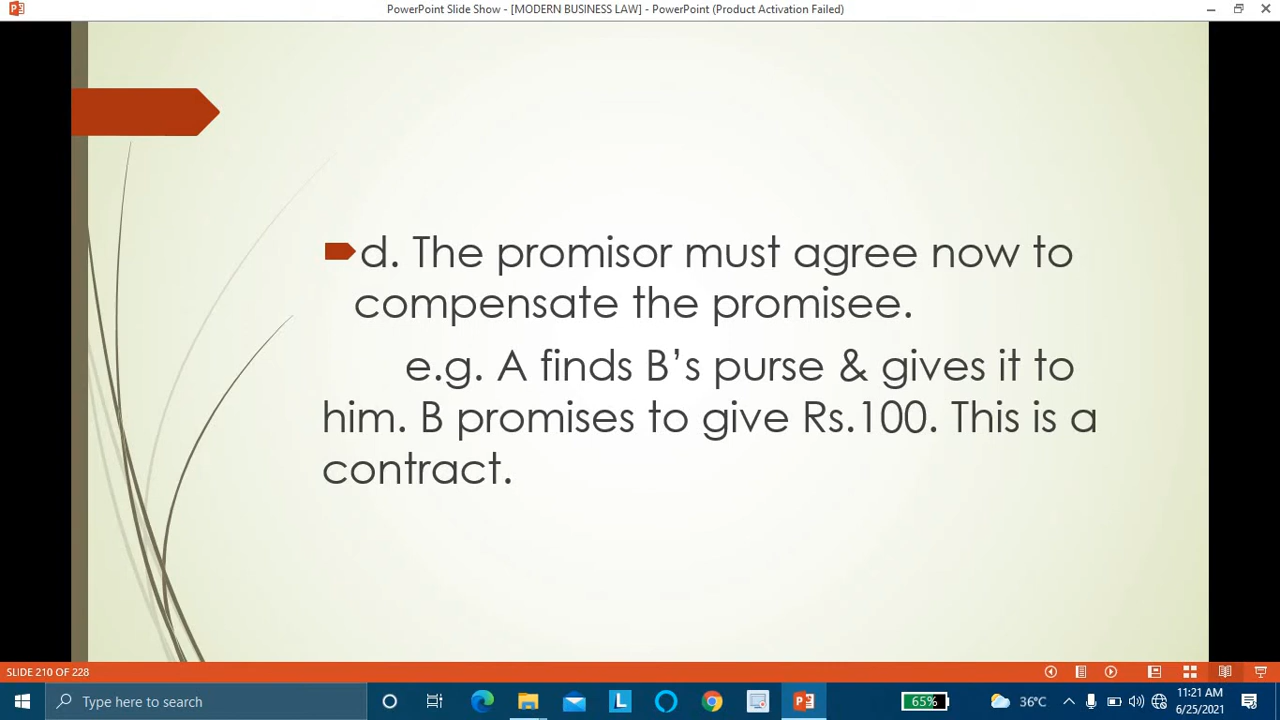 PowerPoint Slide Show - [MODERN BUSINESS LAW] - PowerPoint (Product Activation Failed)
d. The promisor must agree now to
compensate the promisee.
e.g. A finds B’s purse & gives it to
him. B promises to give Rs.100. This is a
contract.
SLIDE 210 OF 228
Type here to search
65%
36°C
11:21 AM
6/25/2021